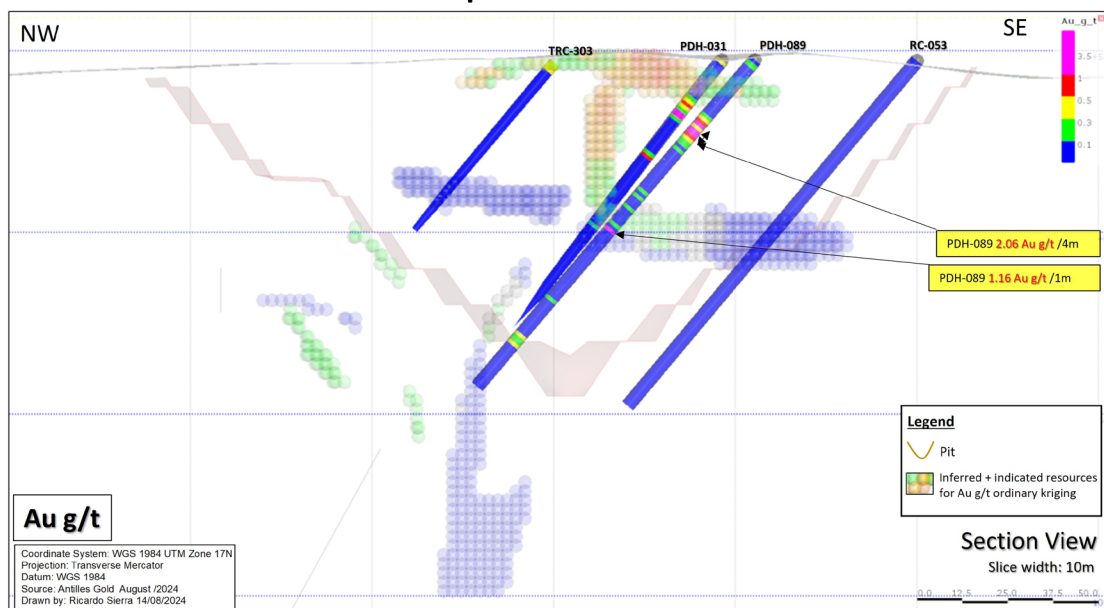 NW
SE
TRC-303
PDH-031
PDH-089
RC-053
Au_g_t
3.5
1
0.5
0.3
0.1
PDH-089 2.06 Au g/t /4m
PDH-089 1.16 Au g/t /1m
Legend
Pit
Inferred + indicated resources
for Au g/t ordinary kriging
Au g/t
Coordinate System: WGS 1984 UTM Zone 17N
Projection: Transverse Mercator
Datum: WGS 1984
Source: Antilles Gold August /2024
Drawn by: Ricardo Sierra 14/08/2024
Section View
Slice width: 10m
0.0 12.5 25.0 37.5 50.0